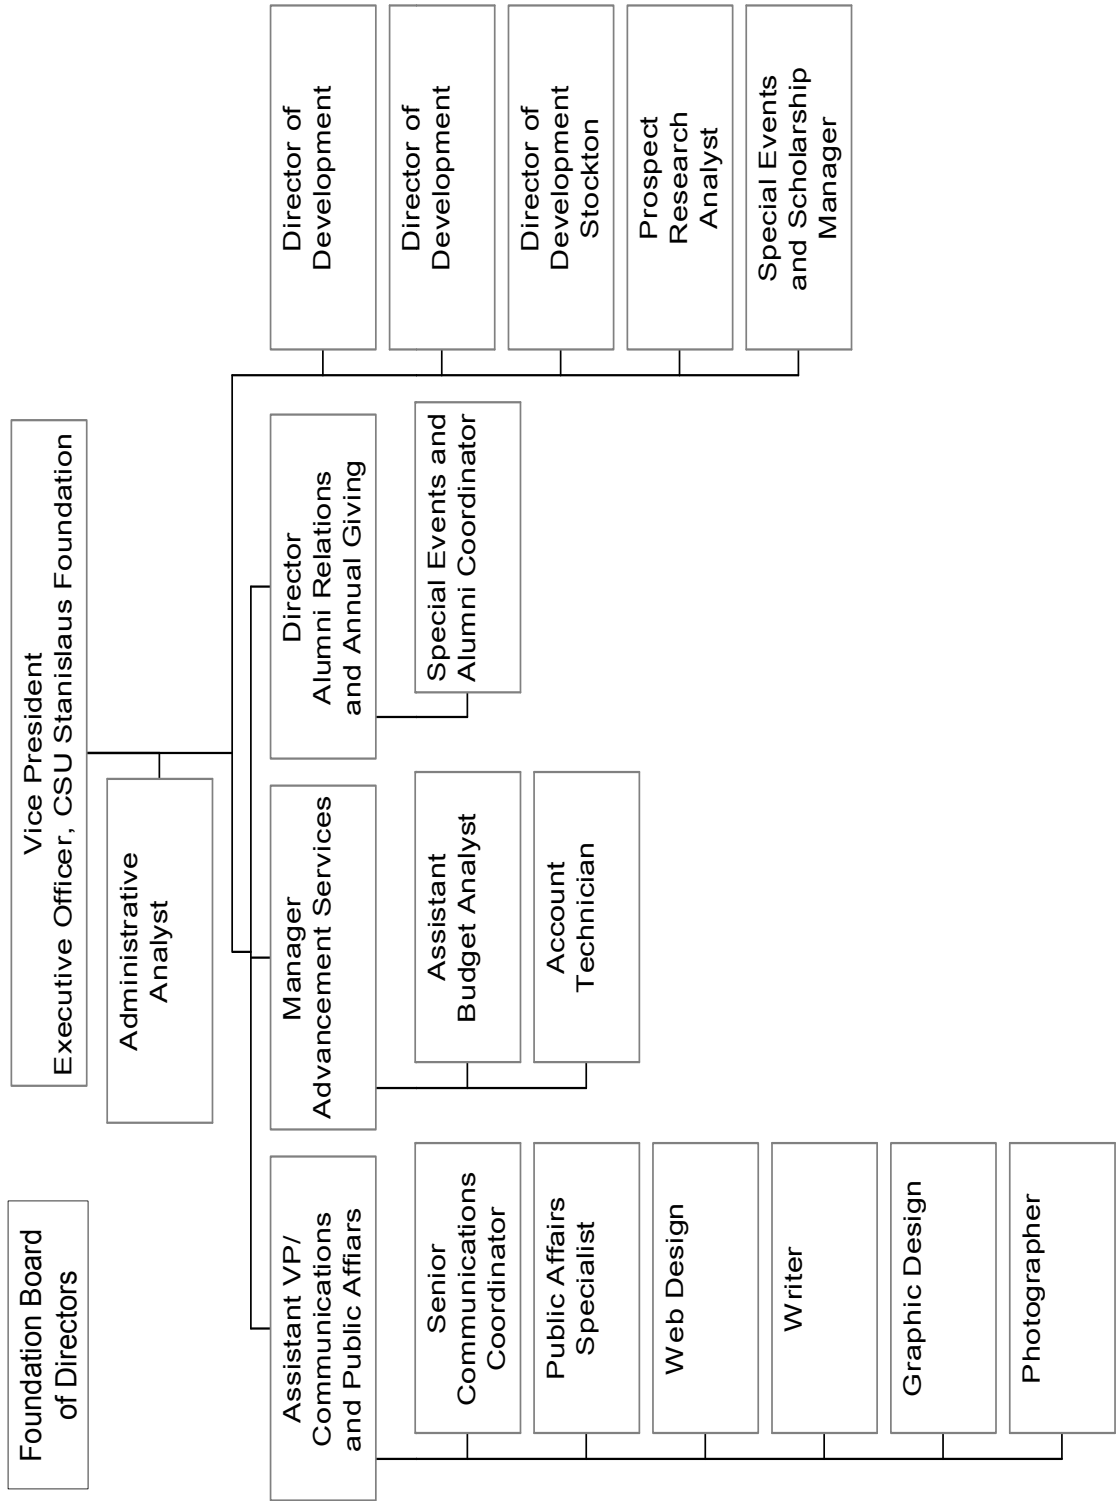 Foundation Board
of Directors
Vice President
Executive Officer, CSU Stanislaus Foundation
Administrative
Analyst
Assistant VP/
Communications
and Public Affiars
Senior
Communications
Coordinator
Public Affairs
Specialist
Web Design
Writer
Graphic Design
Photographer
Manager
Advancement Services
Assistant
Budget Analyst
Account
Technician
Director
Alumni Relations
and Annual Giving
Special Events and
Alumni Coordinator
Director of
Development
Director of
Development
Director of
Development
Stockton
Prospect
Research
Analyst
Special Events
and Scholarship
Manager